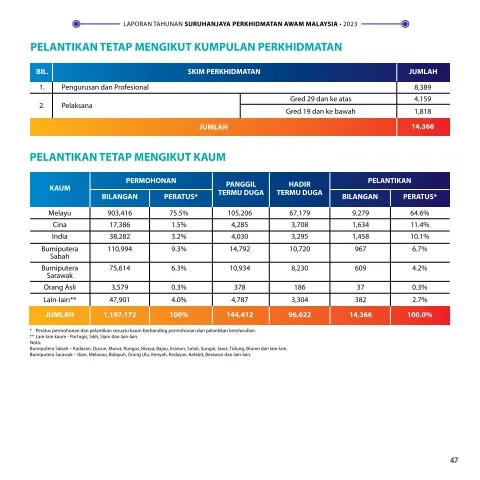 LAPORAN TAHUNAN SURUHANJAYA PERKHIDMATAN AWAM MALAYSIA • 2023
PELANTIKAN TETAP MENGIKUT KUMPULAN PERKHIDMATAN
BIL. SKIM PERKHIDMATAN JUMLAH
1. Pengurusan dan Profesional 8,389
2. Pelaksana Gred 29 dan ke atas 4,159
Gred 19 dan ke bawah 1,818
JUMLAH 14,366
PELANTIKAN TETAP MENGIKUT KAUM
KAUM PERMOHONAN PANGGIL TERMU DUGA HADIR TERMU DUGA PELANTIKAN
BILANGAN PERATUS* BILANGAN PERATUS*
Melayu 903,416 75.5% 105,206 67,179 9,279 64.6%
Cina 17,386 1.5% 4,285 3,708 1,634 11.4%
India 38,282 3.2% 4,030 3,295 1,458 10.1%
Bumiputera Sabah 110,994 9.3% 14,792 10,720 967 6.7%
Bumiputera Sarawak 75,614 6.3% 10,934 8,230 609 4.2%
Orang Asli 3,579 0.3% 378 186 37 0.3%
Lain-lain** 47,901 4.0% 4,787 3,304 382 2.7%
JUMLAH 1,197,172 100% 144,412 96,622 14,366 100.0%
* Peratus permohonan dan pelantikan sesuatu kaum berbanding permohonan dan pelantikan keseluruhan.
** Lain-lain kaum - Portugis, Sikh, Siam dan lain-lain.
Nota:
Bumiputera Sabah – Kadazan, Dusun, Murut, Rungus, Bisaya, Bajau, Iranun, Suluk, Sungai, Jawa, Tidung, Brunei dan lain-lain.
Bumiputera Sarawak – Iban, Melanau, Bidayuh, Orang Ulu, Kenyah, Kedayan, Kelabit, Berawan dan lain-lain.
47